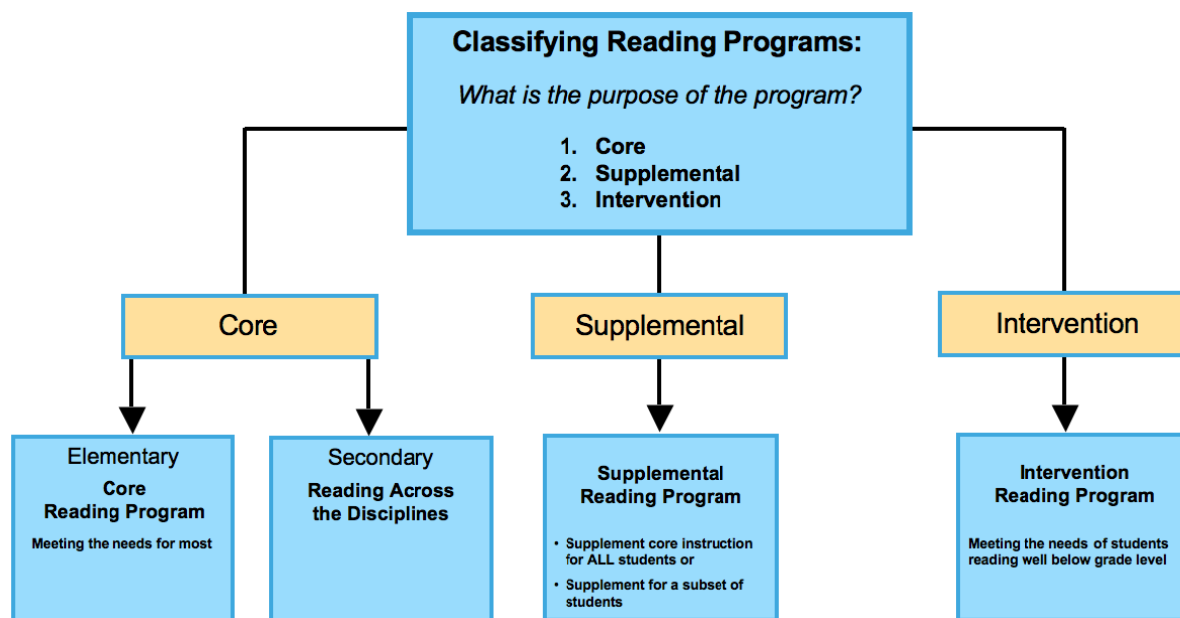 Classifying Reading Programs:
What is the purpose of the program?
1. Core
2. Supplemental
3. Intervention
Core
Supplemental
Intervention
Elementary
Core
Reading Program
Meeting the needs for most
Secondary
Reading Across
the Disciplines
Supplemental
Reading Program
• Supplement core instruction
for ALL students or
• Supplement for a subset of
students
Intervention
Reading Program
Meeting the needs of students
reading well below grade level